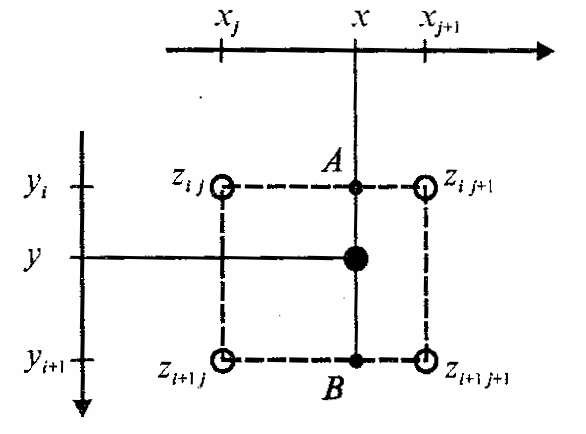 x_j x x_{j+1}
y_i z_{i j} A z_{i j+1}
y
y_{i+1} z_{i+1 j} B z_{i+1 j+1}